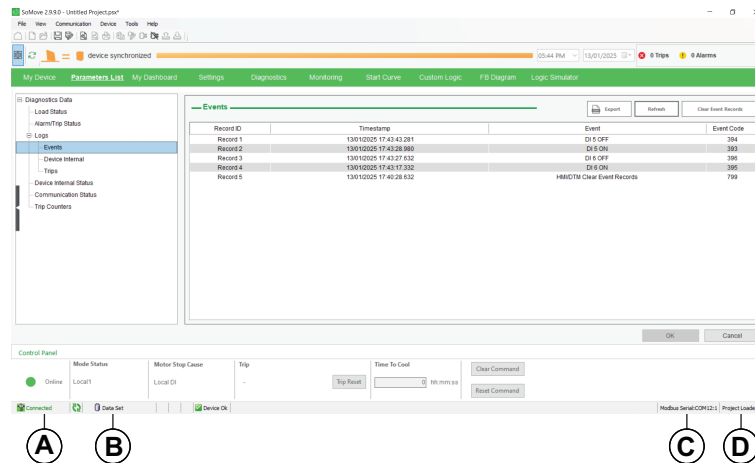 SoMove 2.9.9.0 - Untitled Project.psx*
File View Communication Device Tools Help
device synchronized
05:44 PM 13/01/2025 0 Trips 0 Alarms
My Device Parameters List My Dashboard Settings Diagnostics Monitoring Start Curve Custom Logic FB Diagram Logic Simulator
Diagnostics Data
Load Status
Alarm/Trip Status
Logs
Events
Device Internal
Trips
Device Internal Status
Communication Status
Trip Counters
Events
Export Refresh Clear Event Records
Record ID Timestamp Event Event Code
Record 1 13/01/2025 17:43:43.281 DI 5 OFF 394
Record 2 13/01/2025 17:43:28.980 DI 5 ON 393
Record 3 13/01/2025 17:43:27.632 DI 6 OFF 396
Record 4 13/01/2025 17:43:17.332 DI 6 ON 395
Record 5 13/01/2025 17:40:28.632 HMI/DTM Clear Event Records 799
OK Cancel
Control Panel
Mode Status Motor Stop Cause Trip Time To Cool
Clear Command
Online Local1 Local DI - Trip Reset 0 hh:mm:ss
Reset Command
Connected Data Set Device Ok Modbus Serial:COM12:1 Project Loade
A B C D